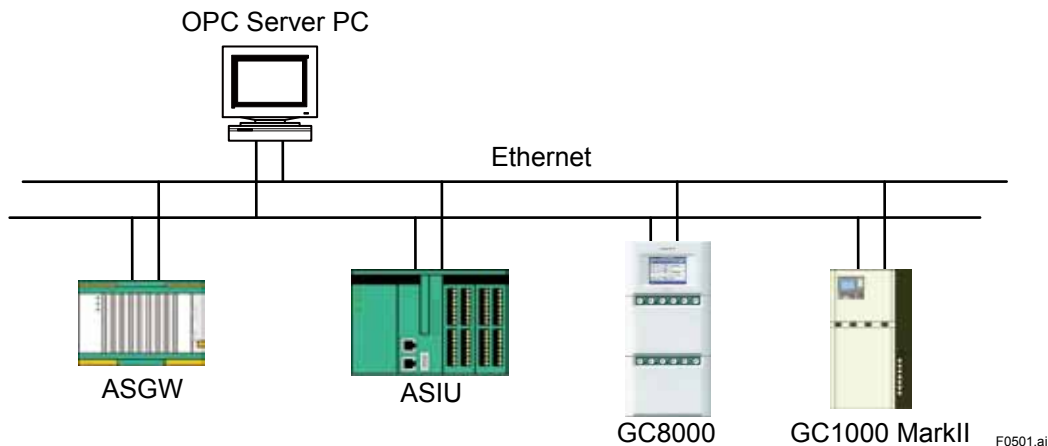 OPC Server PC
Ethernet
ASGW
ASIU
GC8000
GC1000 MarkII
F0501.ai